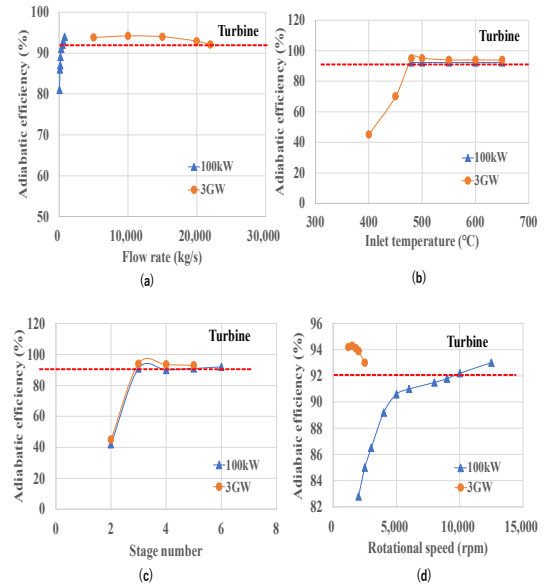 Turbine
Adiabatic efficiency (%)
100
90
80
70
60
50
0
10,000
20,000
30,000
Flow rate (kg/s)
100kW
3GW
(a)
Turbine
Adiabatic efficiency (%)
120
100
80
60
40
20
0
300
400
500
600
700
Inlet temperature (℃)
100kW
3GW
(b)
Turbine
Adiabatic efficiency (%)
120
100
80
60
40
20
0
0
2
4
6
8
Stage number
100kW
3GW
(c)
Turbine
Adiabaic efficiency (%)
96
94
92
90
88
86
84
82
0
5,000
10,000
15,000
Rotational speed (rpm)
100kW
3GW
(d)